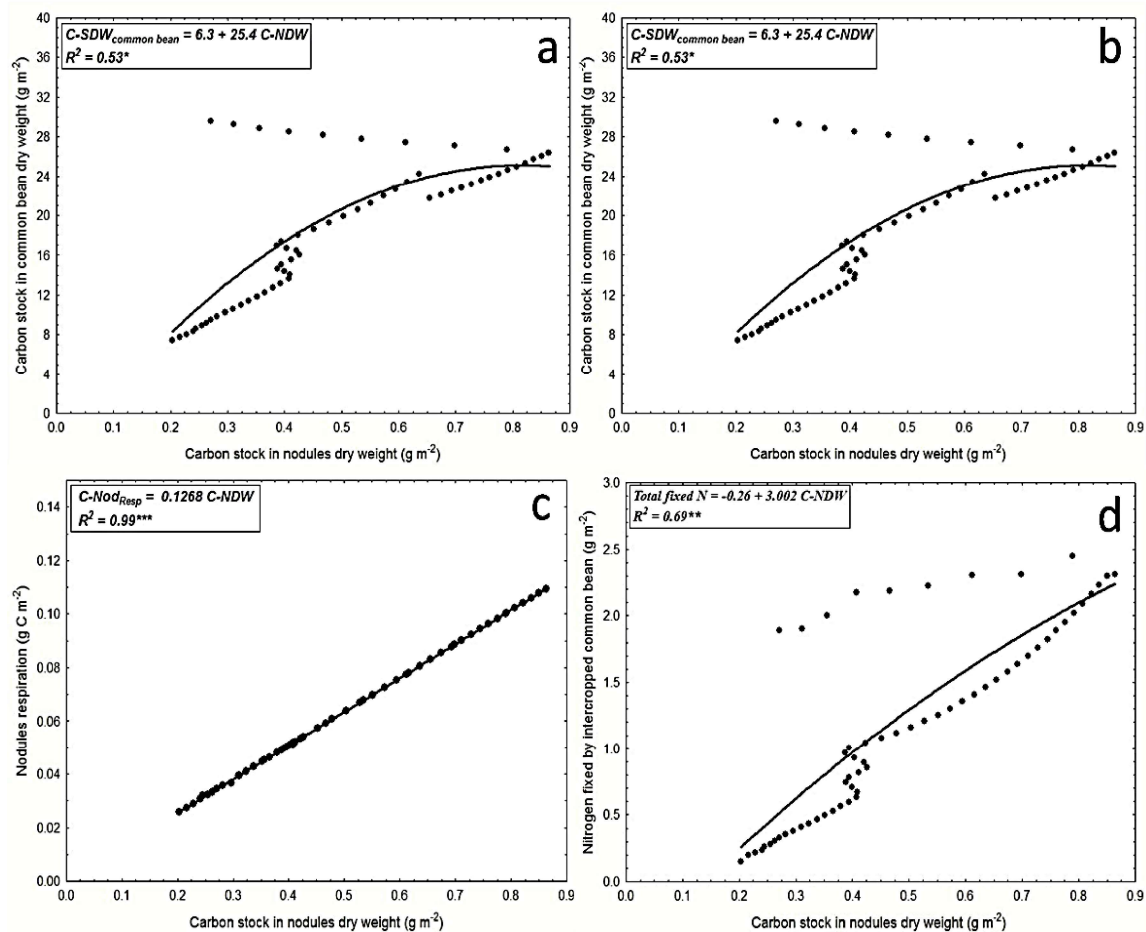 C-SDWcommon bean = 6.3 + 25.4 C-NDW
R² = 0.53*
a
Carbon stock in common bean dry weight (g m⁻²)
40
36
32
28
24
20
16
12
8
4
0
0.0 0.1 0.2 0.3 0.4 0.5 0.6 0.7 0.8 0.9
Carbon stock in nodules dry weight (g m⁻²)
C-SDWcommon bean = 6.3 + 25.4 C-NDW
R² = 0.53*
b
Carbon stock in common bean dry weight (g m⁻²)
40
36
32
28
24
20
16
12
8
4
0
0.0 0.1 0.2 0.3 0.4 0.5 0.6 0.7 0.8 0.9
Carbon stock in nodules dry weight (g m⁻²)
C-NodResp = 0.1268 C-NDW
R² = 0.99***
c
Nodules respiration (g C m⁻²)
0.14
0.12
0.10
0.08
0.06
0.04
0.02
0.00
0.0 0.1 0.2 0.3 0.4 0.5 0.6 0.7 0.8 0.9
Carbon stock in nodules dry weight (g m⁻²)
Total fixed N = -0.26 + 3.002 C-NDW
R² = 0.69**
d
Nitrogen fixed by intercropped common bean (g m⁻²)
3.0
2.5
2.0
1.5
1.0
0.5
0.0
0.0 0.1 0.2 0.3 0.4 0.5 0.6 0.7 0.8 0.9
Carbon stock in nodules dry weight (g m⁻²)